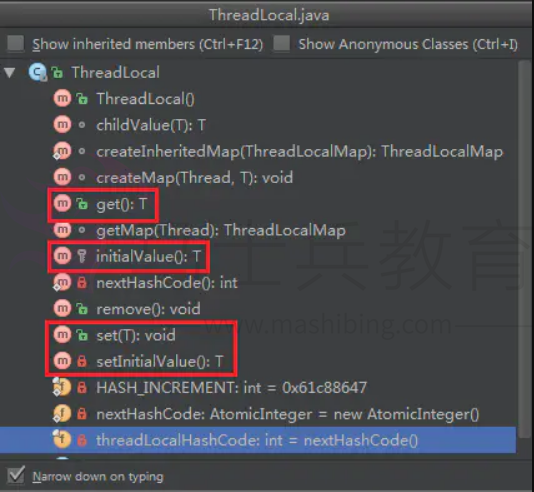 ThreadLocal.java
Show inherited members (Ctrl+F12) Show Anonymous Classes (Ctrl+I)
ThreadLocal
ThreadLocal()
childValue(T): T
createInheritedMap(ThreadLocalMap): ThreadLocalMap
createMap(Thread, T): void
get(): T
getMap(Thread): ThreadLocalMap
initialValue(): T
nextHashCode(): int
remove(): void
set(T): void
setInitialValue(): T
HASH_INCREMENT: int = 0x61c88647
nextHashCode: AtomicInteger = new AtomicInteger()
threadLocalHashCode: int = nextHashCode()
Narrow down on typing
士兵教育
www.mashibing.com